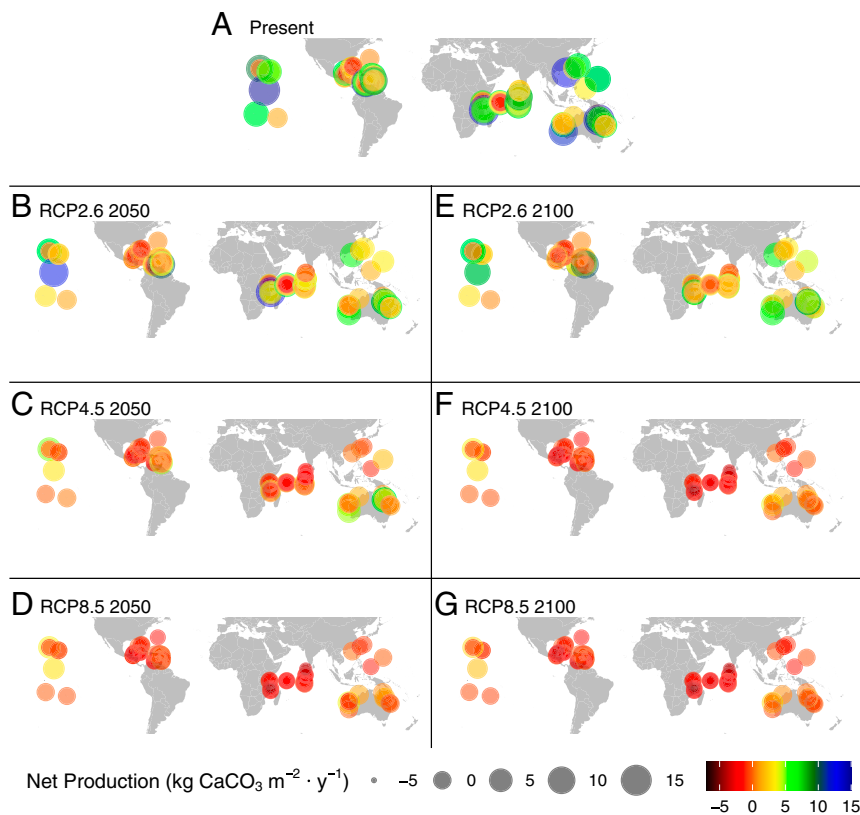 A Present
B RCP2.6 2050
E RCP2.6 2100
C RCP4.5 2050
F RCP4.5 2100
D RCP8.5 2050
G RCP8.5 2100
Net Production (kg CaCO₃ m⁻² · y⁻¹) −5 0 5 10 15
−5 0 5 10 15